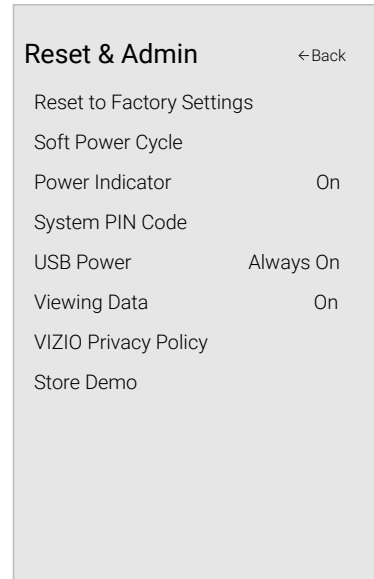 Reset & Admin ←Back
Reset to Factory Settings
Soft Power Cycle
Power Indicator On
System PIN Code
USB Power Always On
Viewing Data On
VIZIO Privacy Policy
Store Demo